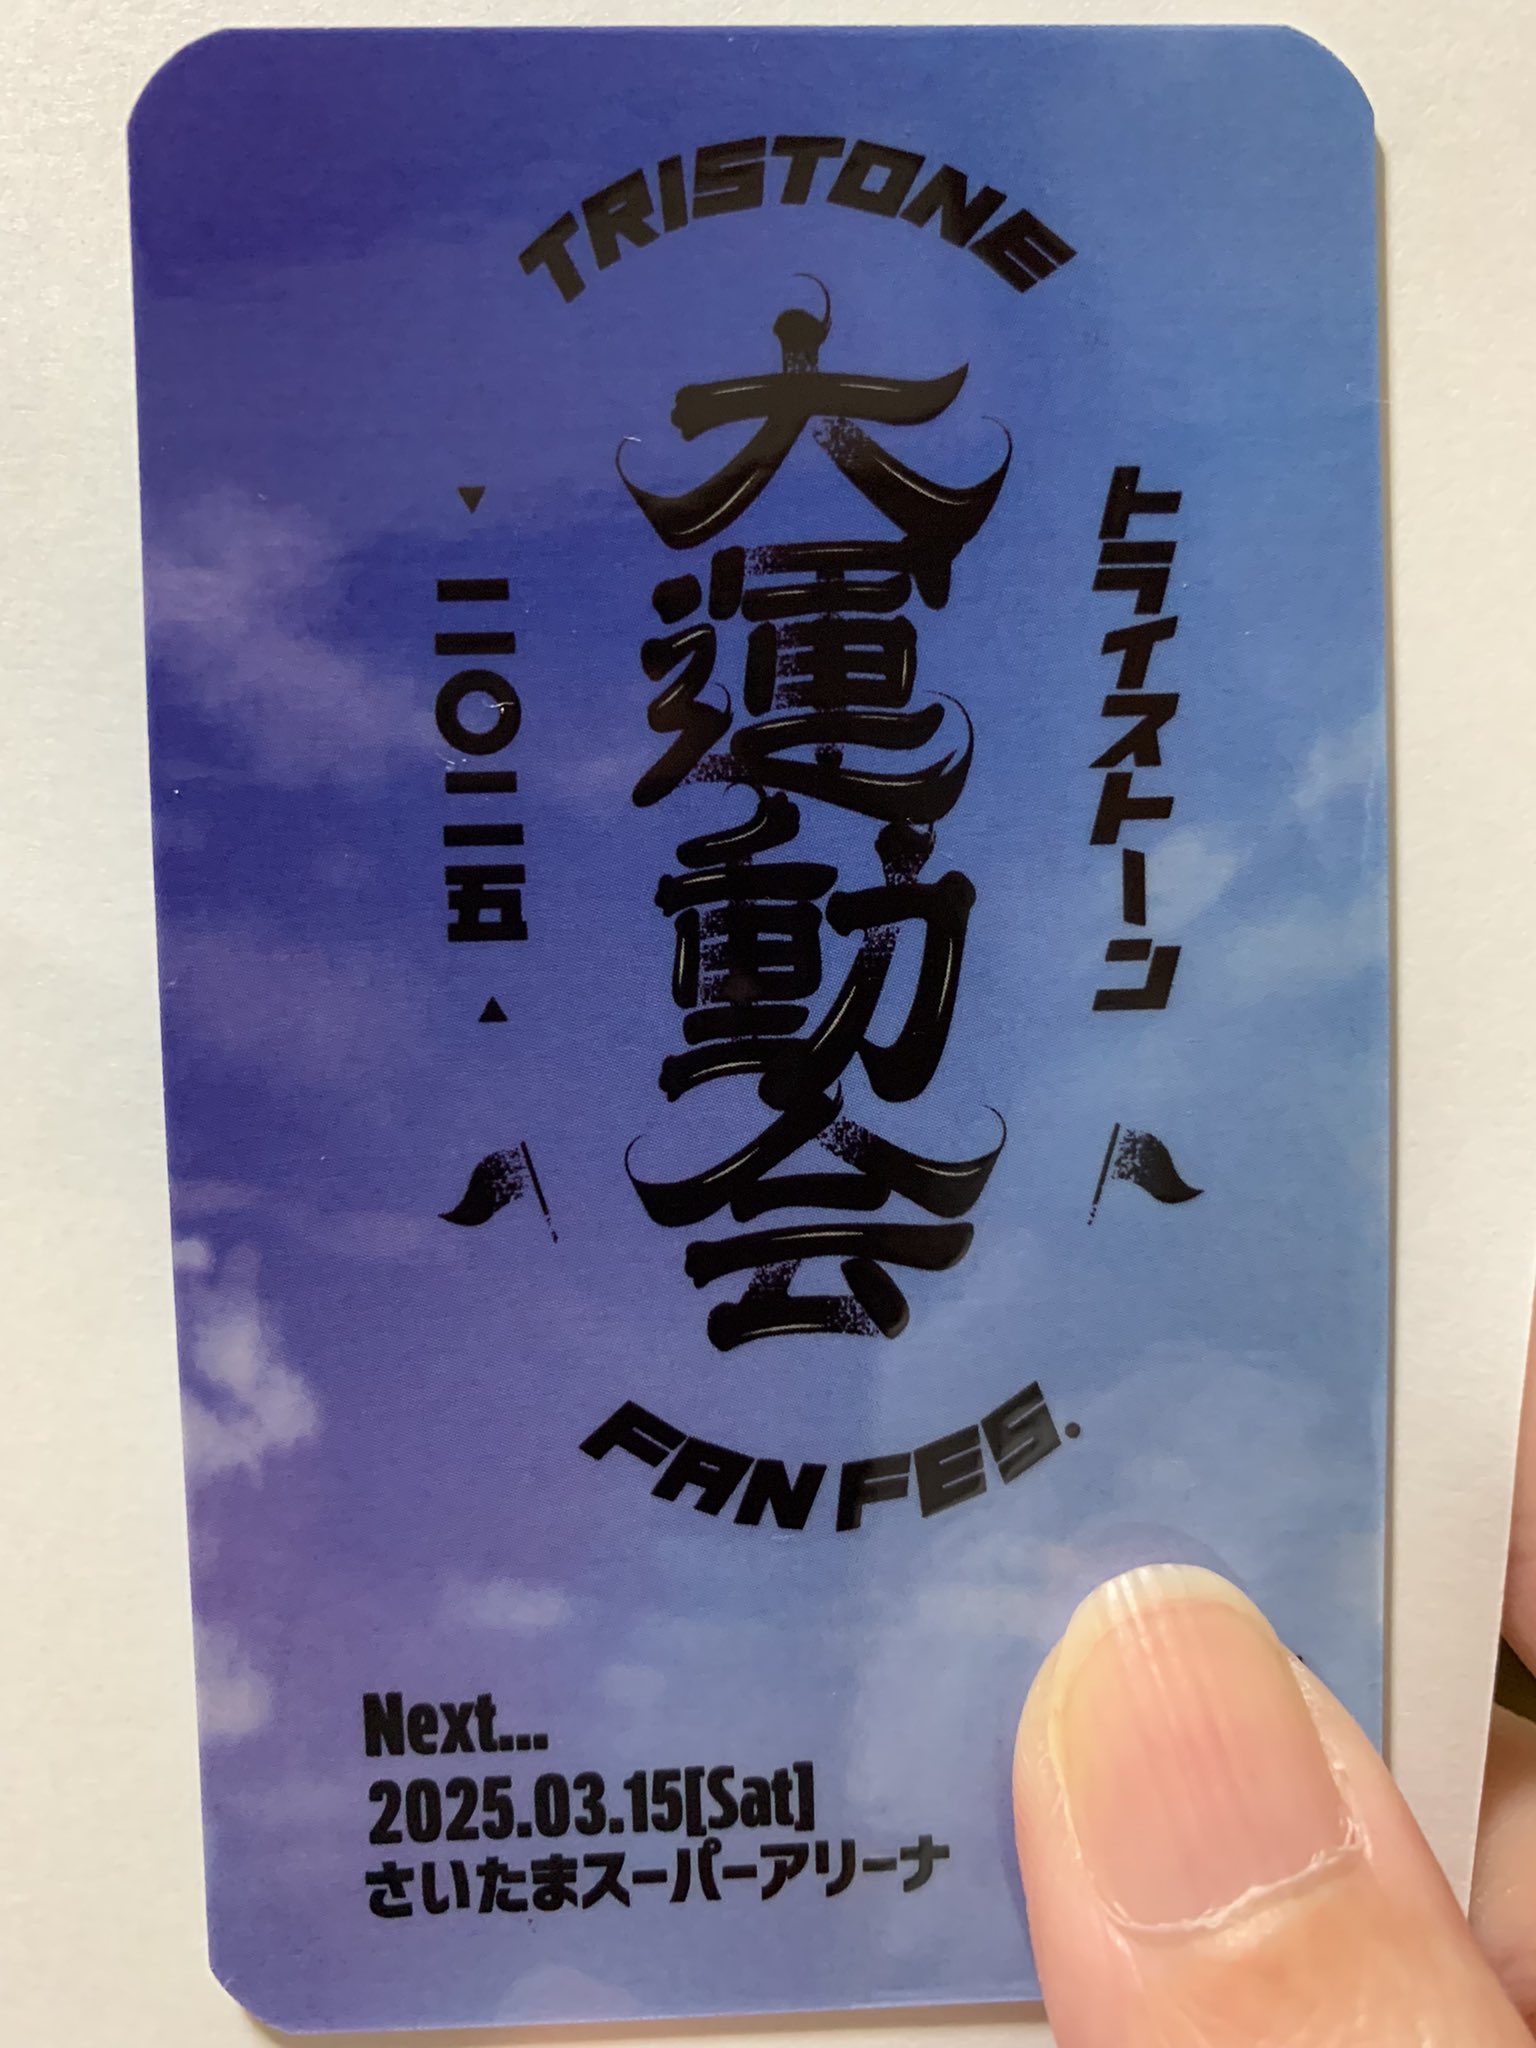 TRISTONE
トライストーン
大運動会
二〇二五
FAN FES.
Next...
2025.03.15[Sat]
さいたまスーパーアリーナ